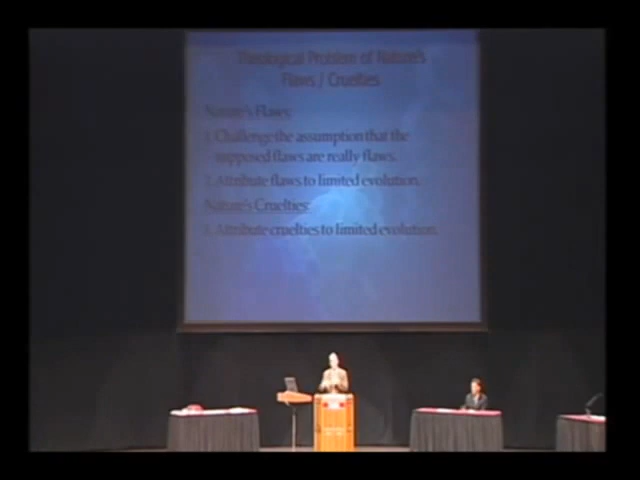 Theological Problem of Nature's
Flaws / Cruelties
Nature's Flaws:
1. Challenge the assumption that the
supposed flaws are really flaws.
2. Attribute flaws to limited evolution.
Nature's Cruelties:
1. Attribute cruelties to limited evolution.